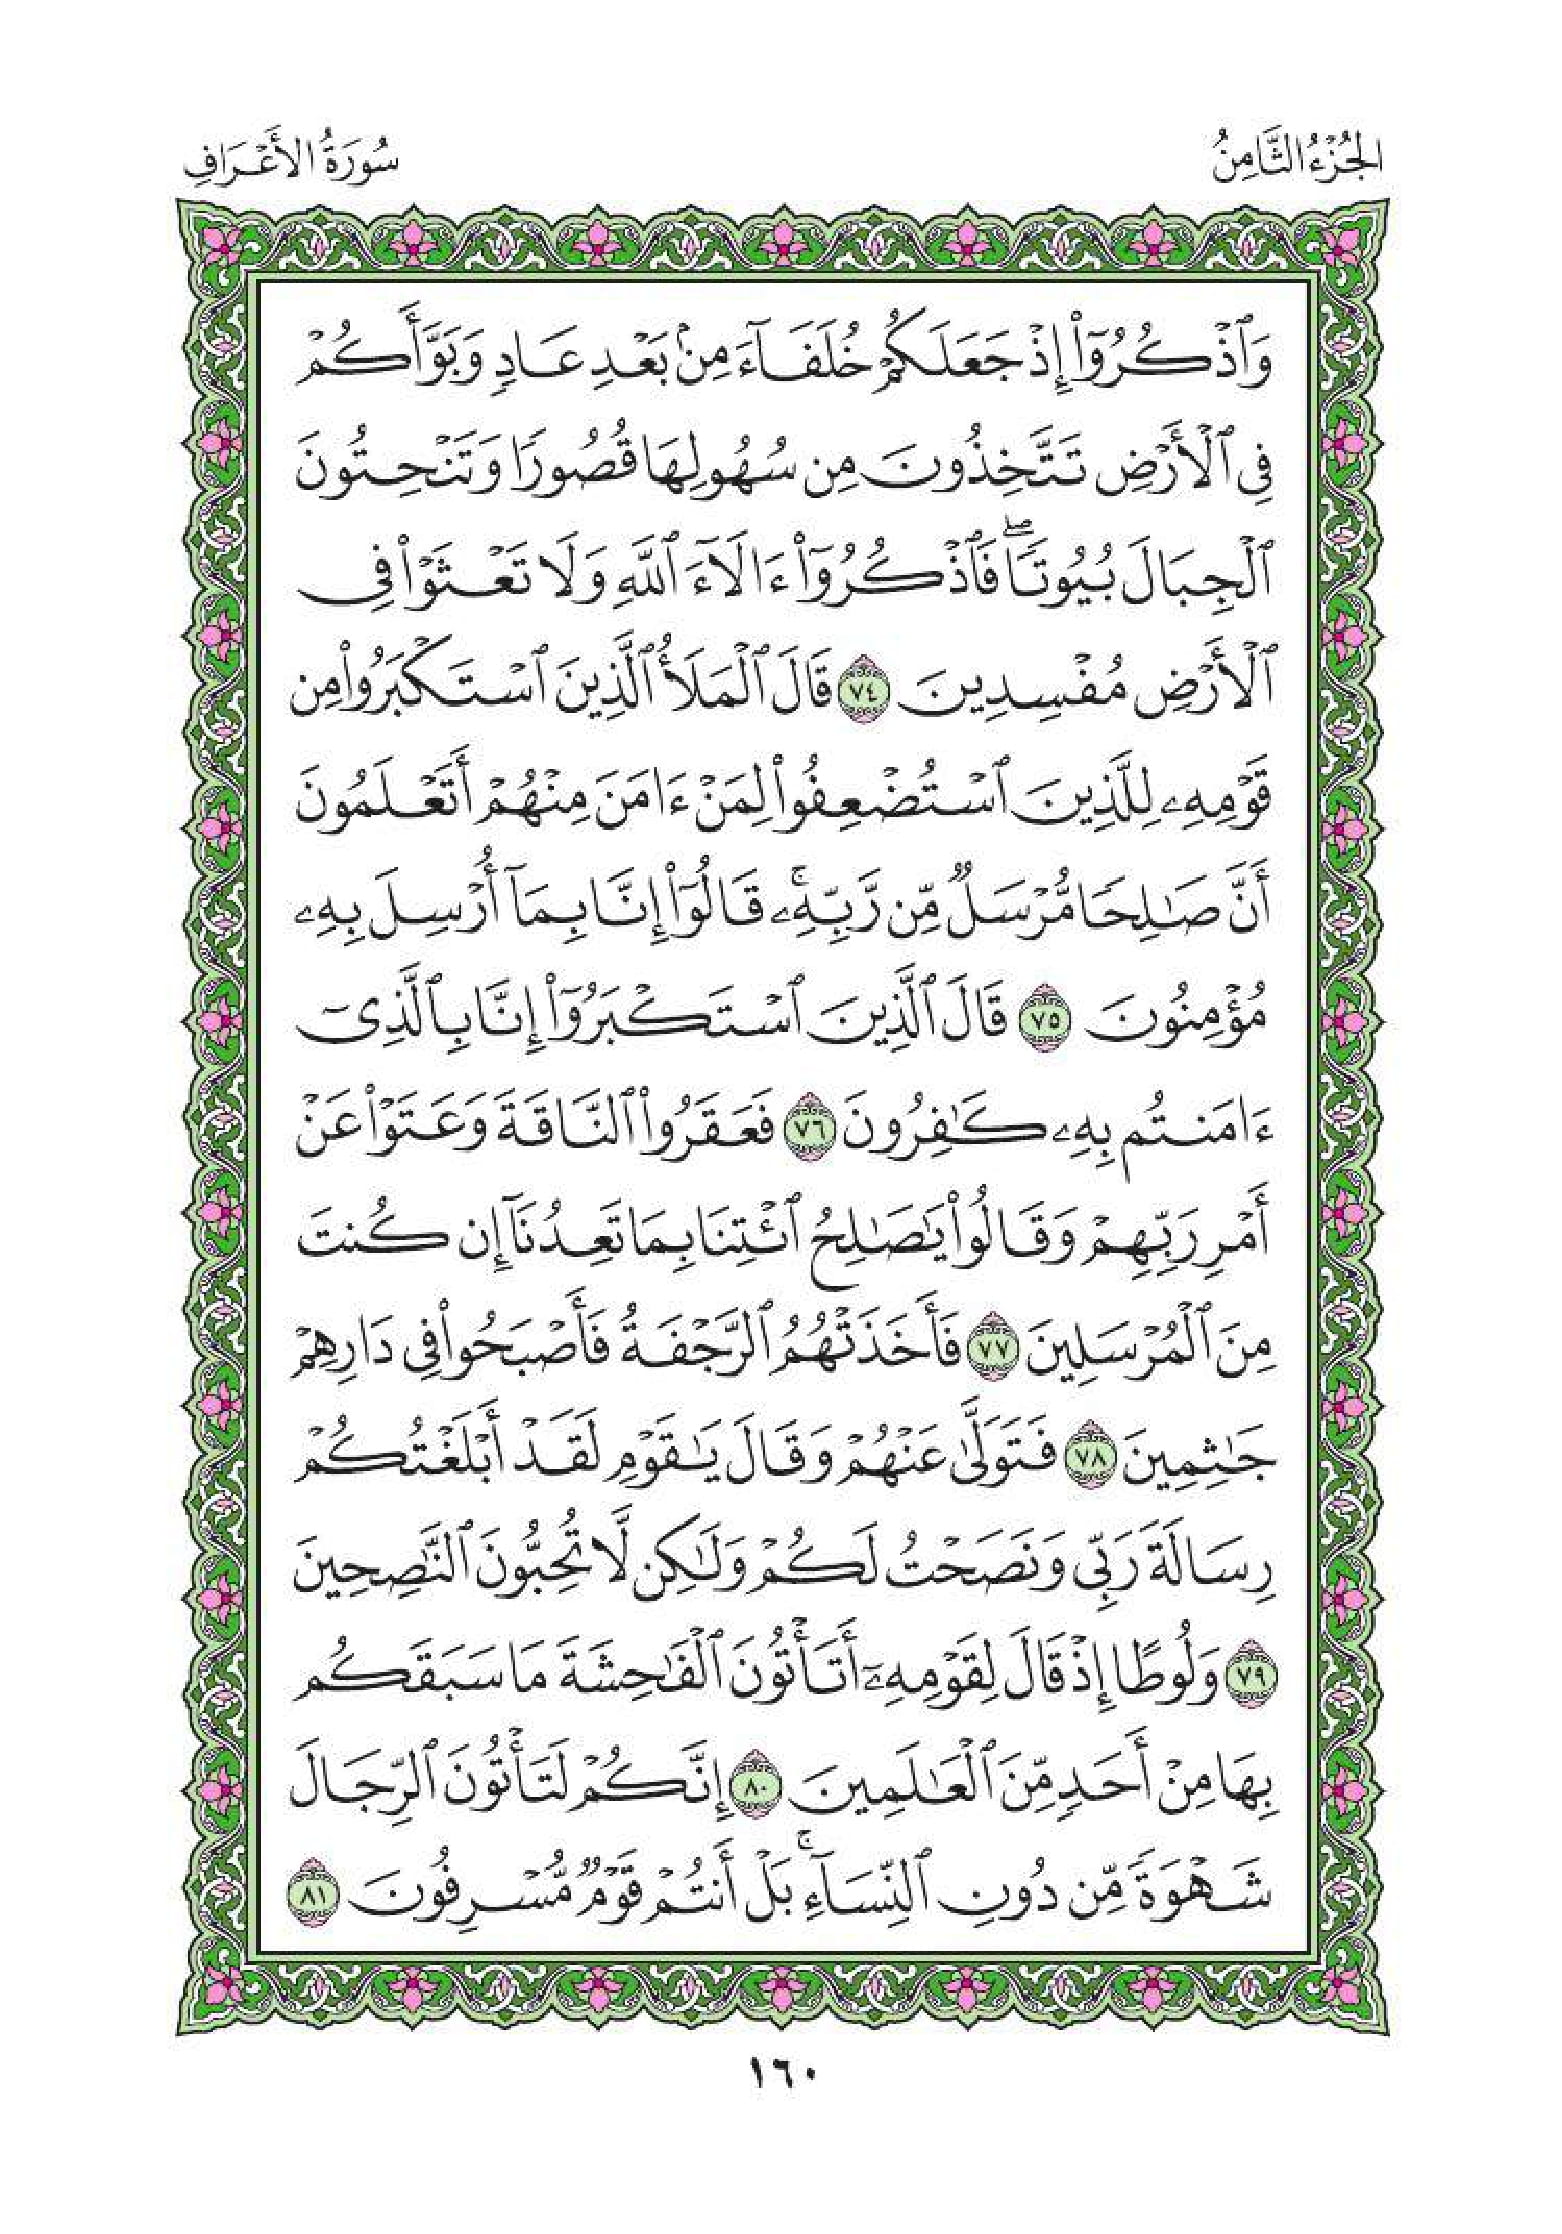 الجُزْءُ الثَّامِنُ
سُورَةُ الأَعْرَافِ
وَٱذْكُرُوٓا۟ إِذْ جَعَلَكُمْ خُلَفَآءَ مِنۢ بَعْدِ عَادٍ وَبَوَّأَكُمْ
فِى ٱلْأَرْضِ تَتَّخِذُونَ مِن سُهُولِهَا قُصُورًا وَتَنْحِتُونَ
ٱلْجِبَالَ بُيُوتًا ۖ فَٱذْكُرُوٓا۟ ءَالَآءَ ٱللَّهِ وَلَا تَعْثَوْا۟ فِى
ٱلْأَرْضِ مُفْسِدِينَ ٧٤ قَالَ ٱلْمَلَأُ ٱلَّذِينَ ٱسْتَكْبَرُوا۟ مِن
قَوْمِهِۦ لِلَّذِينَ ٱسْتُضْعِفُوا۟ لِمَنْ ءَامَنَ مِنْهُمْ أَتَعْلَمُونَ
أَنَّ صَـٰلِحًا مُّرْسَلٌ مِّن رَّبِّهِۦ ۚ قَالُوٓا۟ إِنَّا بِمَآ أُرْسِلَ بِهِۦ
مُؤْمِنُونَ ٧٥ قَالَ ٱلَّذِينَ ٱسْتَكْبَرُوٓا۟ إِنَّا بِٱلَّذِىٓ
ءَامَنتُم بِهِۦ كَـٰفِرُونَ ٧٦ فَعَقَرُوا۟ ٱلنَّاقَةَ وَعَتَوْا۟ عَنْ
أَمْرِ رَبِّهِمْ وَقَالُوا۟ يَـٰصَـٰلِحُ ٱئْتِنَا بِمَا تَعِدُنَآ إِن كُنتَ
مِنَ ٱلْمُرْسَلِينَ ٧٧ فَأَخَذَتْهُمُ ٱلرَّجْفَةُ فَأَصْبَحُوا۟ فِى دَارِهِمْ
جَـٰثِمِينَ ٧٨ فَتَوَلَّىٰ عَنْهُمْ وَقَالَ يَـٰقَوْمِ لَقَدْ أَبْلَغْتُكُمْ
رِسَالَةَ رَبِّى وَنَصَحْتُ لَكُمْ وَلَـٰكِن لَّا تُحِبُّونَ ٱلنَّـٰصِحِينَ
٧٩ وَلُوطًا إِذْ قَالَ لِقَوْمِهِۦٓ أَتَأْتُونَ ٱلْفَـٰحِشَةَ مَا سَبَقَكُم
بِهَا مِنْ أَحَدٍ مِّنَ ٱلْعَـٰلَمِينَ ٨٠ إِنَّكُمْ لَتَأْتُونَ ٱلرِّجَالَ
شَهْوَةً مِّن دُونِ ٱلنِّسَآءِ ۚ بَلْ أَنتُمْ قَوْمٌ مُّسْرِفُونَ ٨١
١٦٠